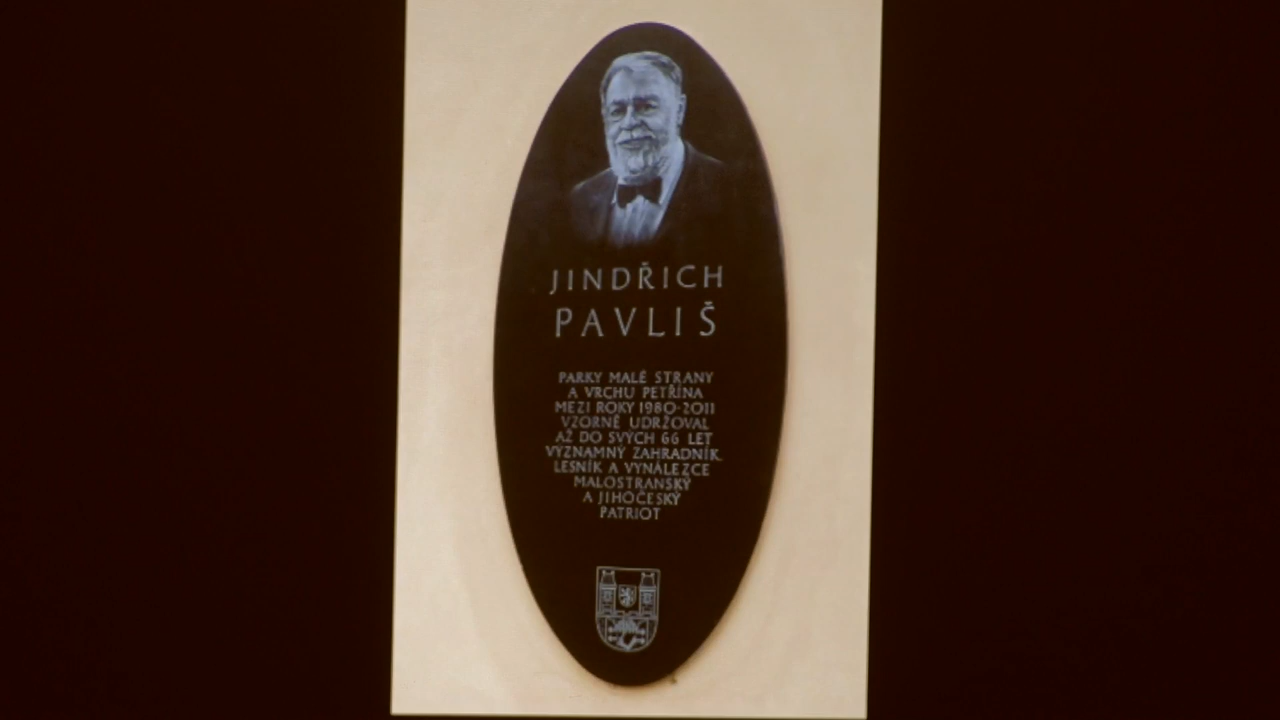 JINDŘICH
PAVLIŠ
PARKY MALÉ STRANY
A VRCHU PETŘÍNA
MEZI ROKY 1980-2011
VZORNĚ UDRŽOVAL
AŽ DO SVÝCH 66 LET
VÝZNAMNÝ ZAHRADNÍK,
LESNÍK A VYNÁLEZCE
MALOSTRANSKÝ
A JIHOČESKÝ
PATRIOT